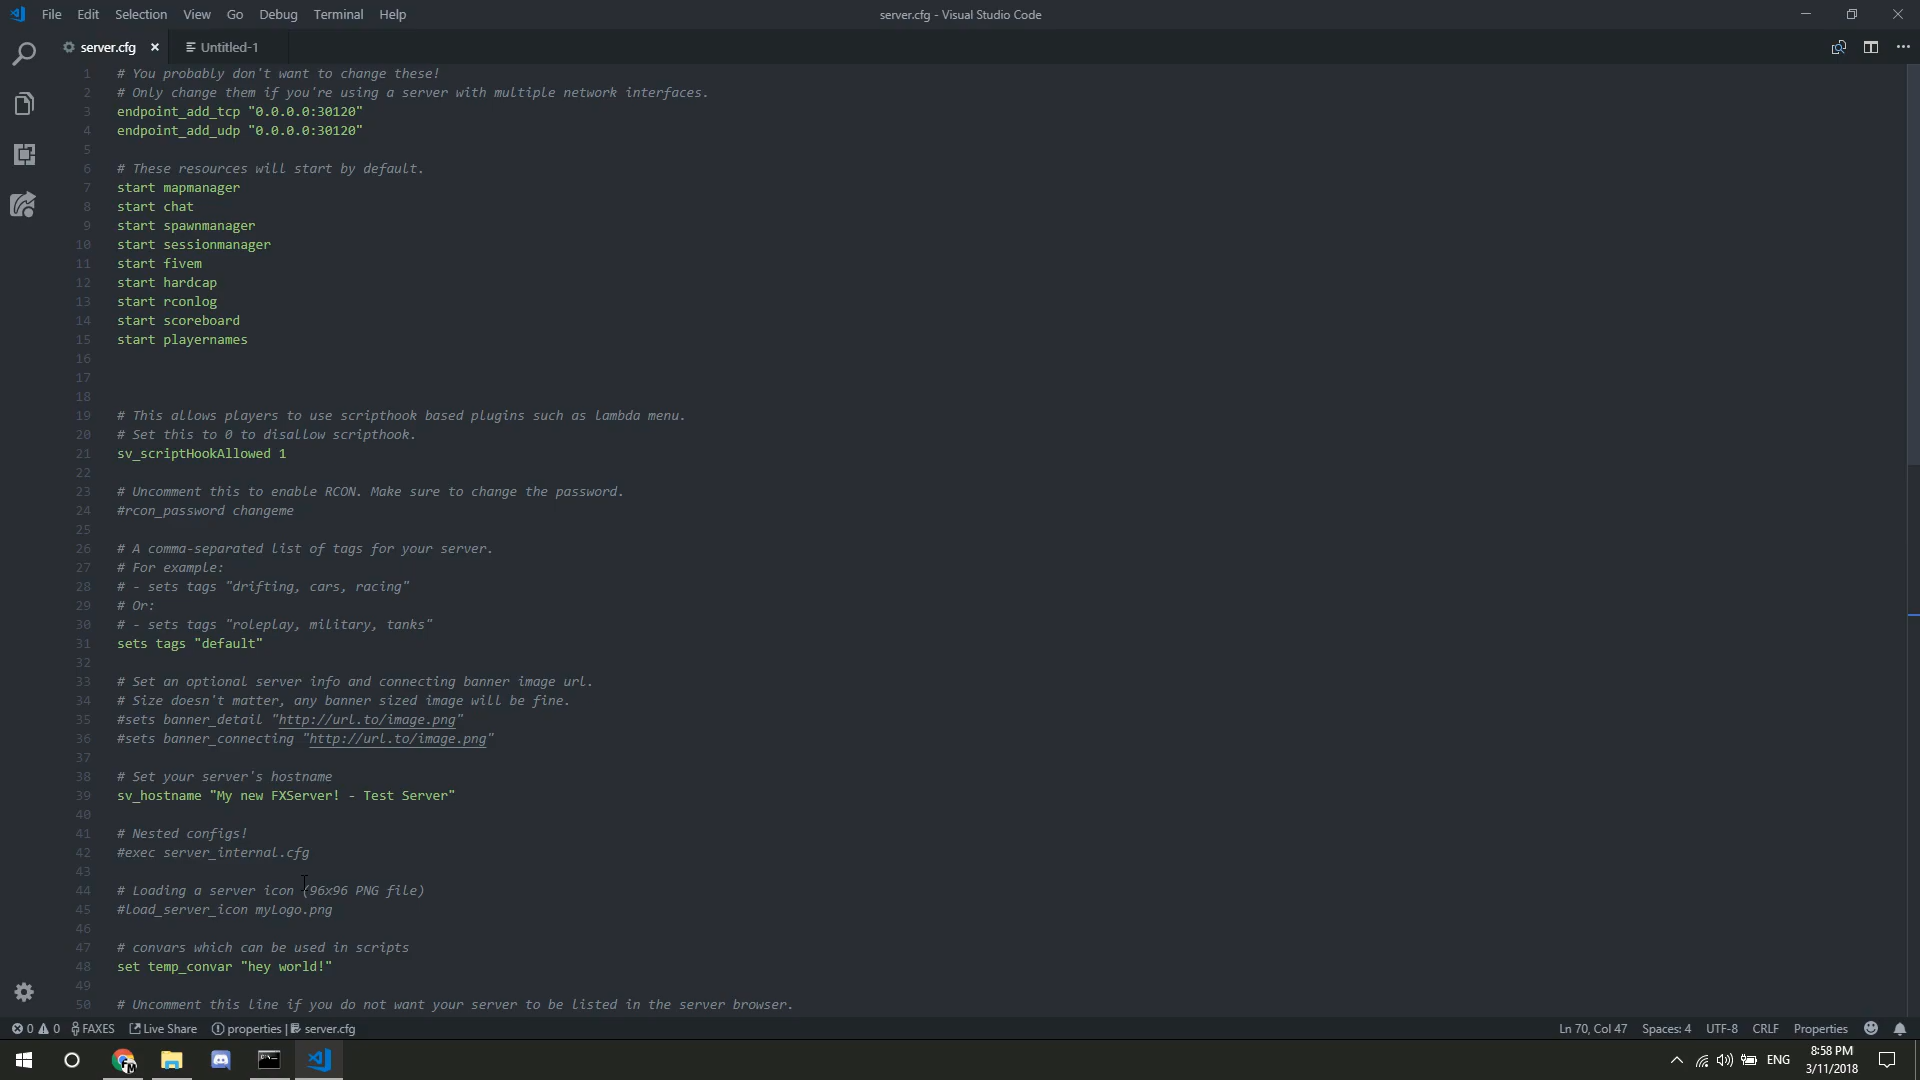 File Edit Selection View Go Debug Terminal Help
server.cfg - Visual Studio Code
server.cfg
Untitled-1
1 # You probably don't want to change these!
2 # Only change them if you're using a server with multiple network interfaces.
3 endpoint_add_tcp "0.0.0.0:30120"
4 endpoint_add_udp "0.0.0.0:30120"
5
6 # These resources will start by default.
7 start mapmanager
8 start chat
9 start spawnmanager
10 start sessionmanager
11 start fivem
12 start hardcap
13 start rconlog
14 start scoreboard
15 start playernames
16
17
18
19 # This allows players to use scripthook based plugins such as lambda menu.
20 # Set this to 0 to disallow scripthook.
21 sv_scriptHookAllowed 1
22
23 # Uncomment this to enable RCON. Make sure to change the password.
24 #rcon_password changeme
25
26 # A comma-separated list of tags for your server.
27 # For example:
28 # - sets tags "drifting, cars, racing"
29 # Or:
30 # - sets tags "roleplay, military, tanks"
31 sets tags "default"
32
33 # Set an optional server info and connecting banner image url.
34 # Size doesn't matter, any banner sized image will be fine.
35 #sets banner_detail "http://url.to/image.png"
36 #sets banner_connecting "http://url.to/image.png"
37
38 # Set your server's hostname
39 sv_hostname "My new FXServer! - Test Server"
40
41 # Nested configs!
42 #exec server_internal.cfg
43
44 # Loading a server icon (96x96 PNG file)
45 #load_server_icon myLogo.png
46
47 # convars which can be used in scripts
48 set temp_convar "hey world!"
49
50 # Uncomment this line if you do not want your server to be listed in the server browser.
0 0 FAXES Live Share properties | server.cfg
Ln 70, Col 47 Spaces: 4 UTF-8 CRLF Properties
ENG
8:58 PM
3/11/2018